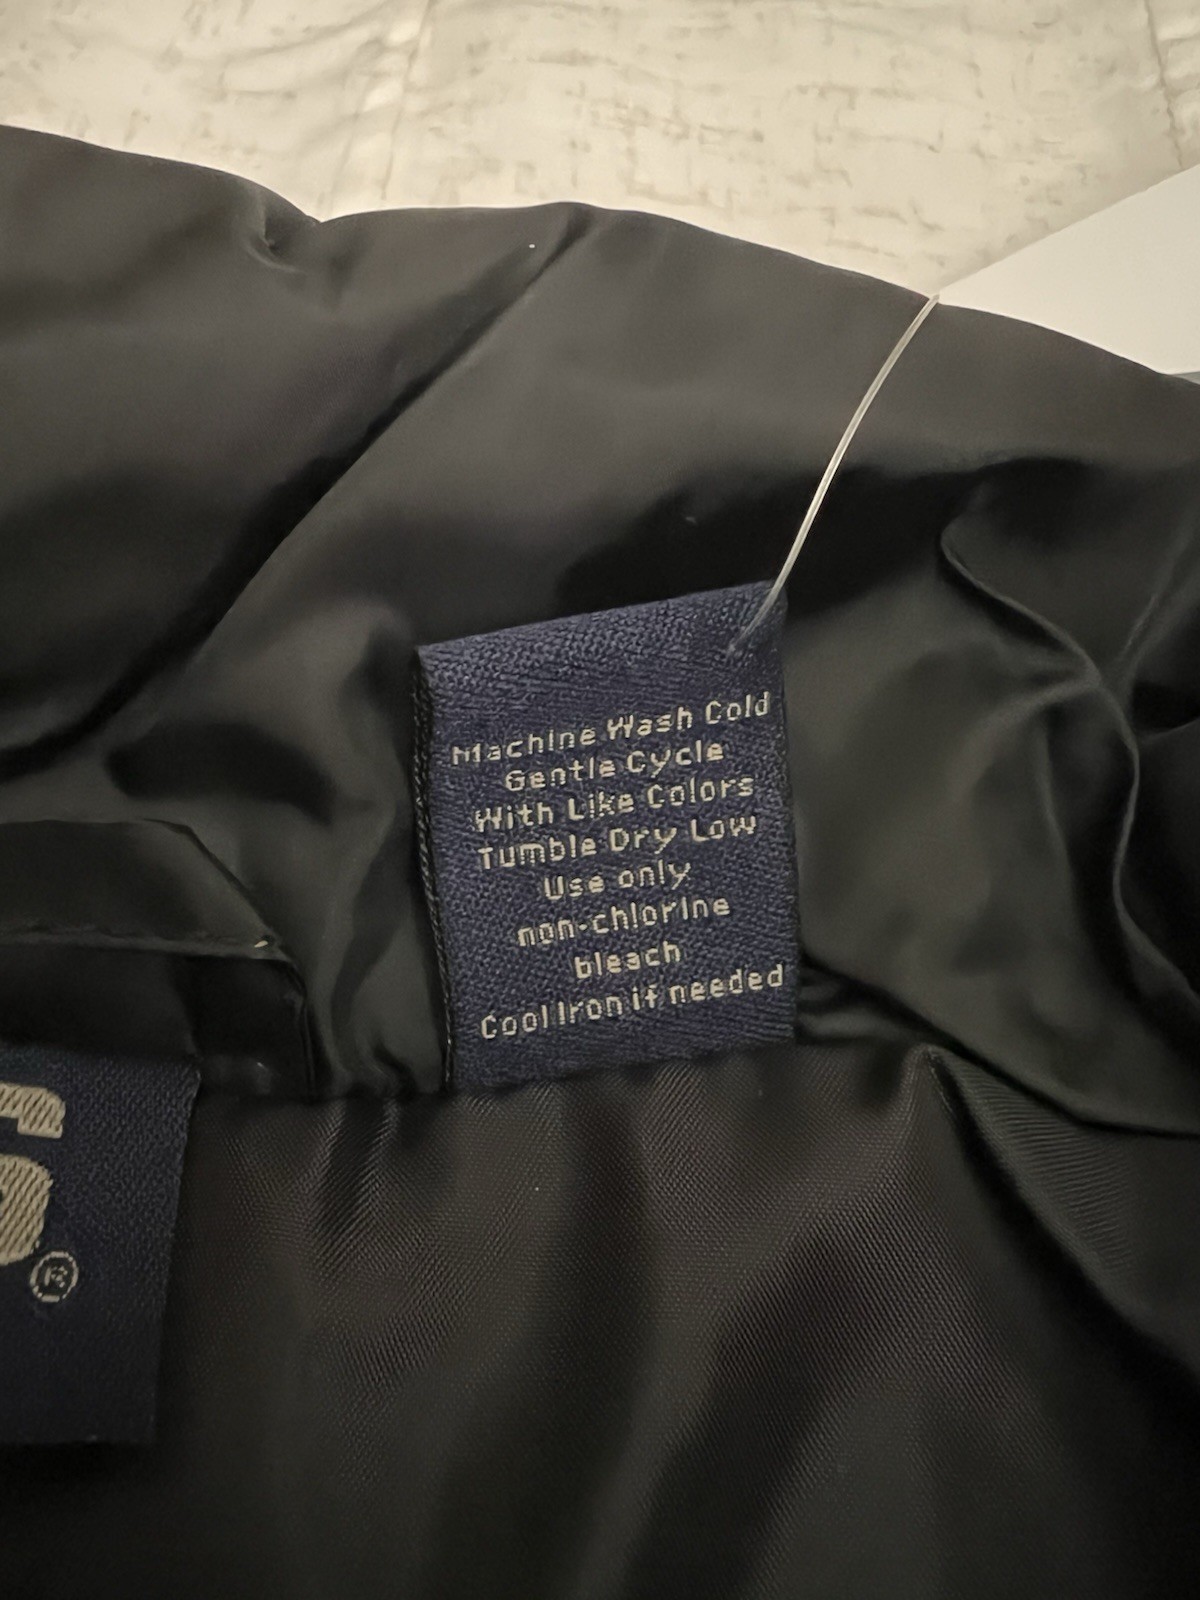 Machine Wash Cold
Gentle Cycle
With Like Colors
Tumble Dry Low
Use only
non-chlorine
bleach
Cool Iron if needed
®